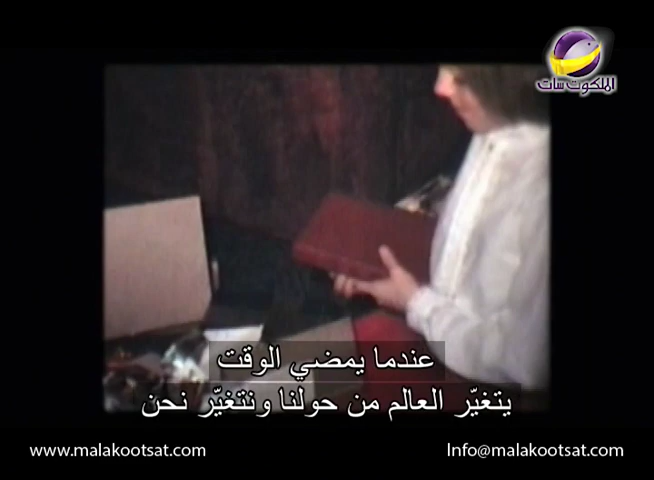 الملكوت سات
عندما يمضي الوقت
يتغيّر العالم من حولنا ونتغيّر نحن
www.malakootsat.com
Info@malakootsat.com